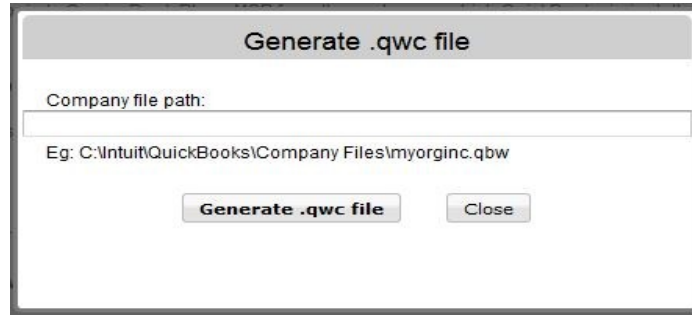 Generate .qwc file
Company file path:
Eg: C:\Intuit\QuickBooks\Company Files\myorginc.qbw
Generate .qwc file Close